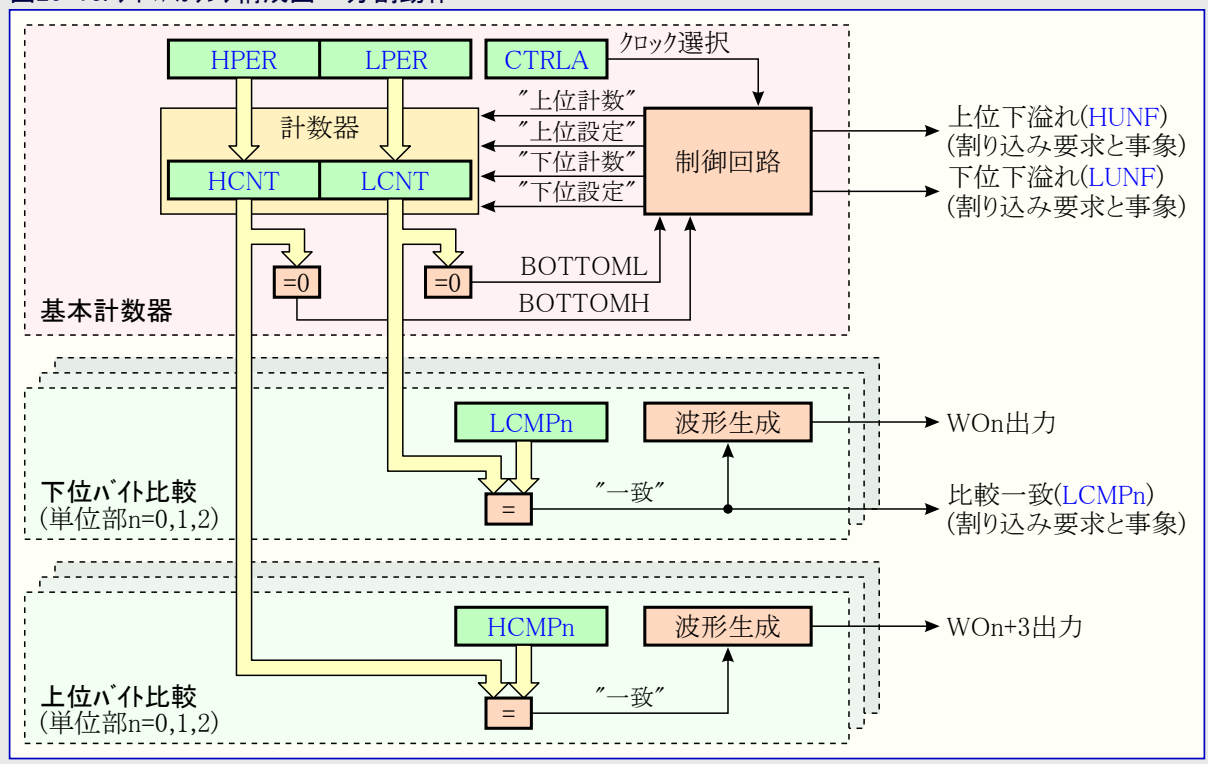 HPER LPER CTRLA クロック選択
計数器
"上位計数"
"上位設定"
"下位計数"
"下位設定"
制御回路
上位下溢れ(HUNF)
(割り込み要求と事象)
下位下溢れ(LUNF)
(割り込み要求と事象)
HCNT LCNT
=0 =0
BOTTOML
BOTTOMH
基本計数器
LCMPn 波形生成 WOn出力
下位バイト比較
(単位部n=0,1,2)
= "一致"
比較一致(LCMPn)
(割り込み要求と事象)
HCMPn 波形生成 WOn+3出力
上位バイト比較
(単位部n=0,1,2)
= "一致"